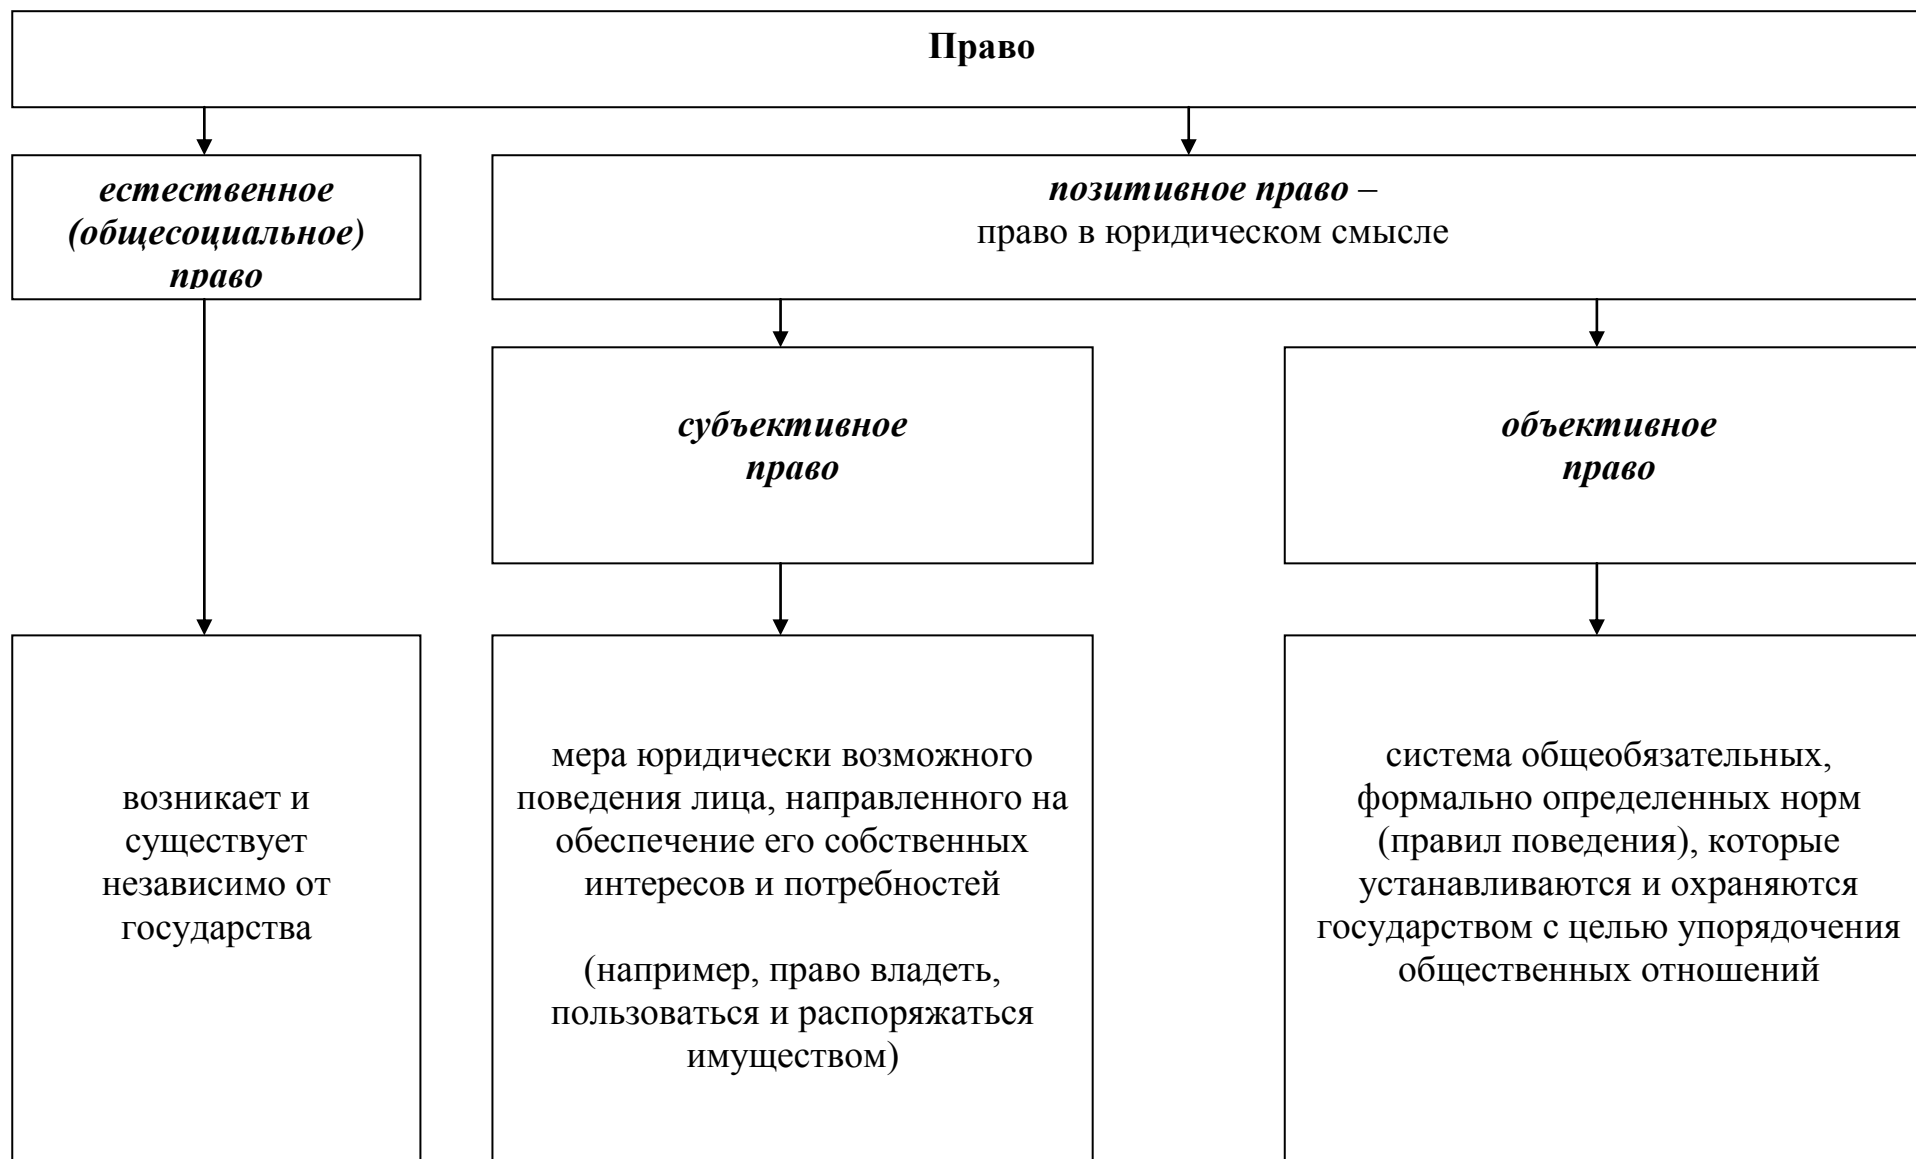 Право
естественное
(общесоциальное)
право
позитивное право –
право в юридическом смысле
субъективное
право
объективное
право
возникает и
существует
независимо от
государства
мера юридически возможного
поведения лица, направленного на
обеспечение его собственных
интересов и потребностей
(например, право владеть,
пользоваться и распоряжаться
имуществом)
система общеобязательных,
формально определенных норм
(правил поведения), которые
устанавливаются и охраняются
государством с целью упорядочения
общественных отношений